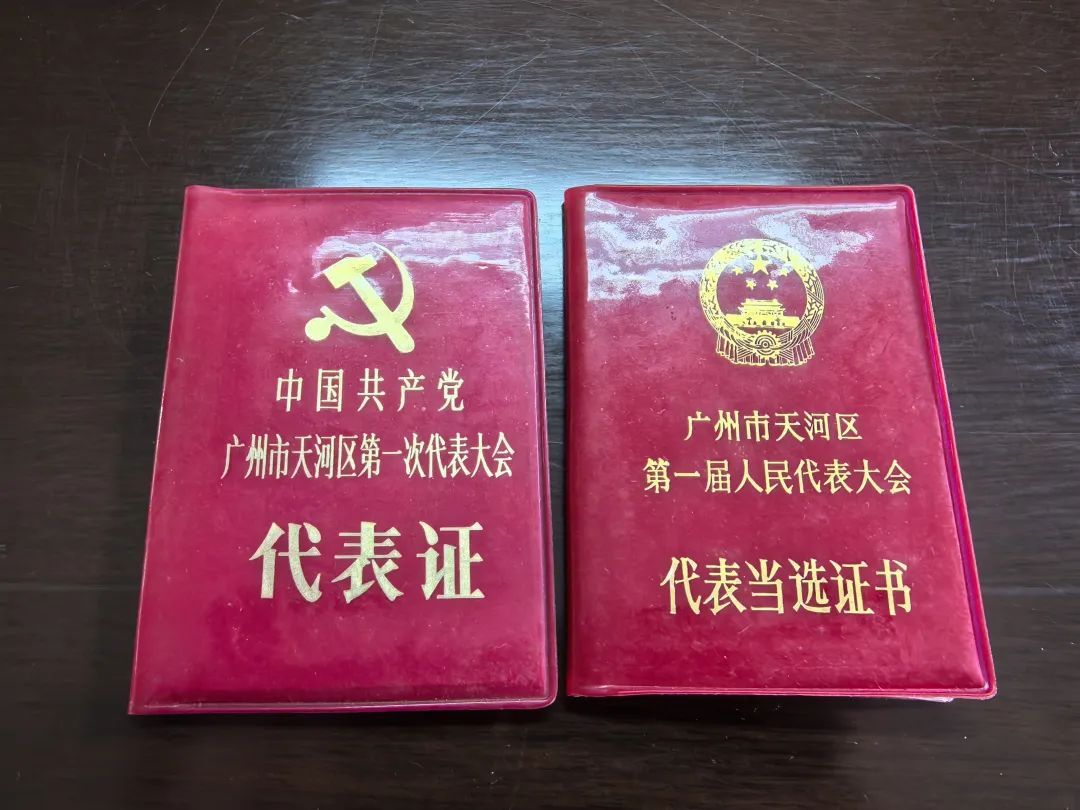 中国共产党
广州市天河区第一次代表大会
代表证
广州市天河区
第一届人民代表大会
代表当选证书